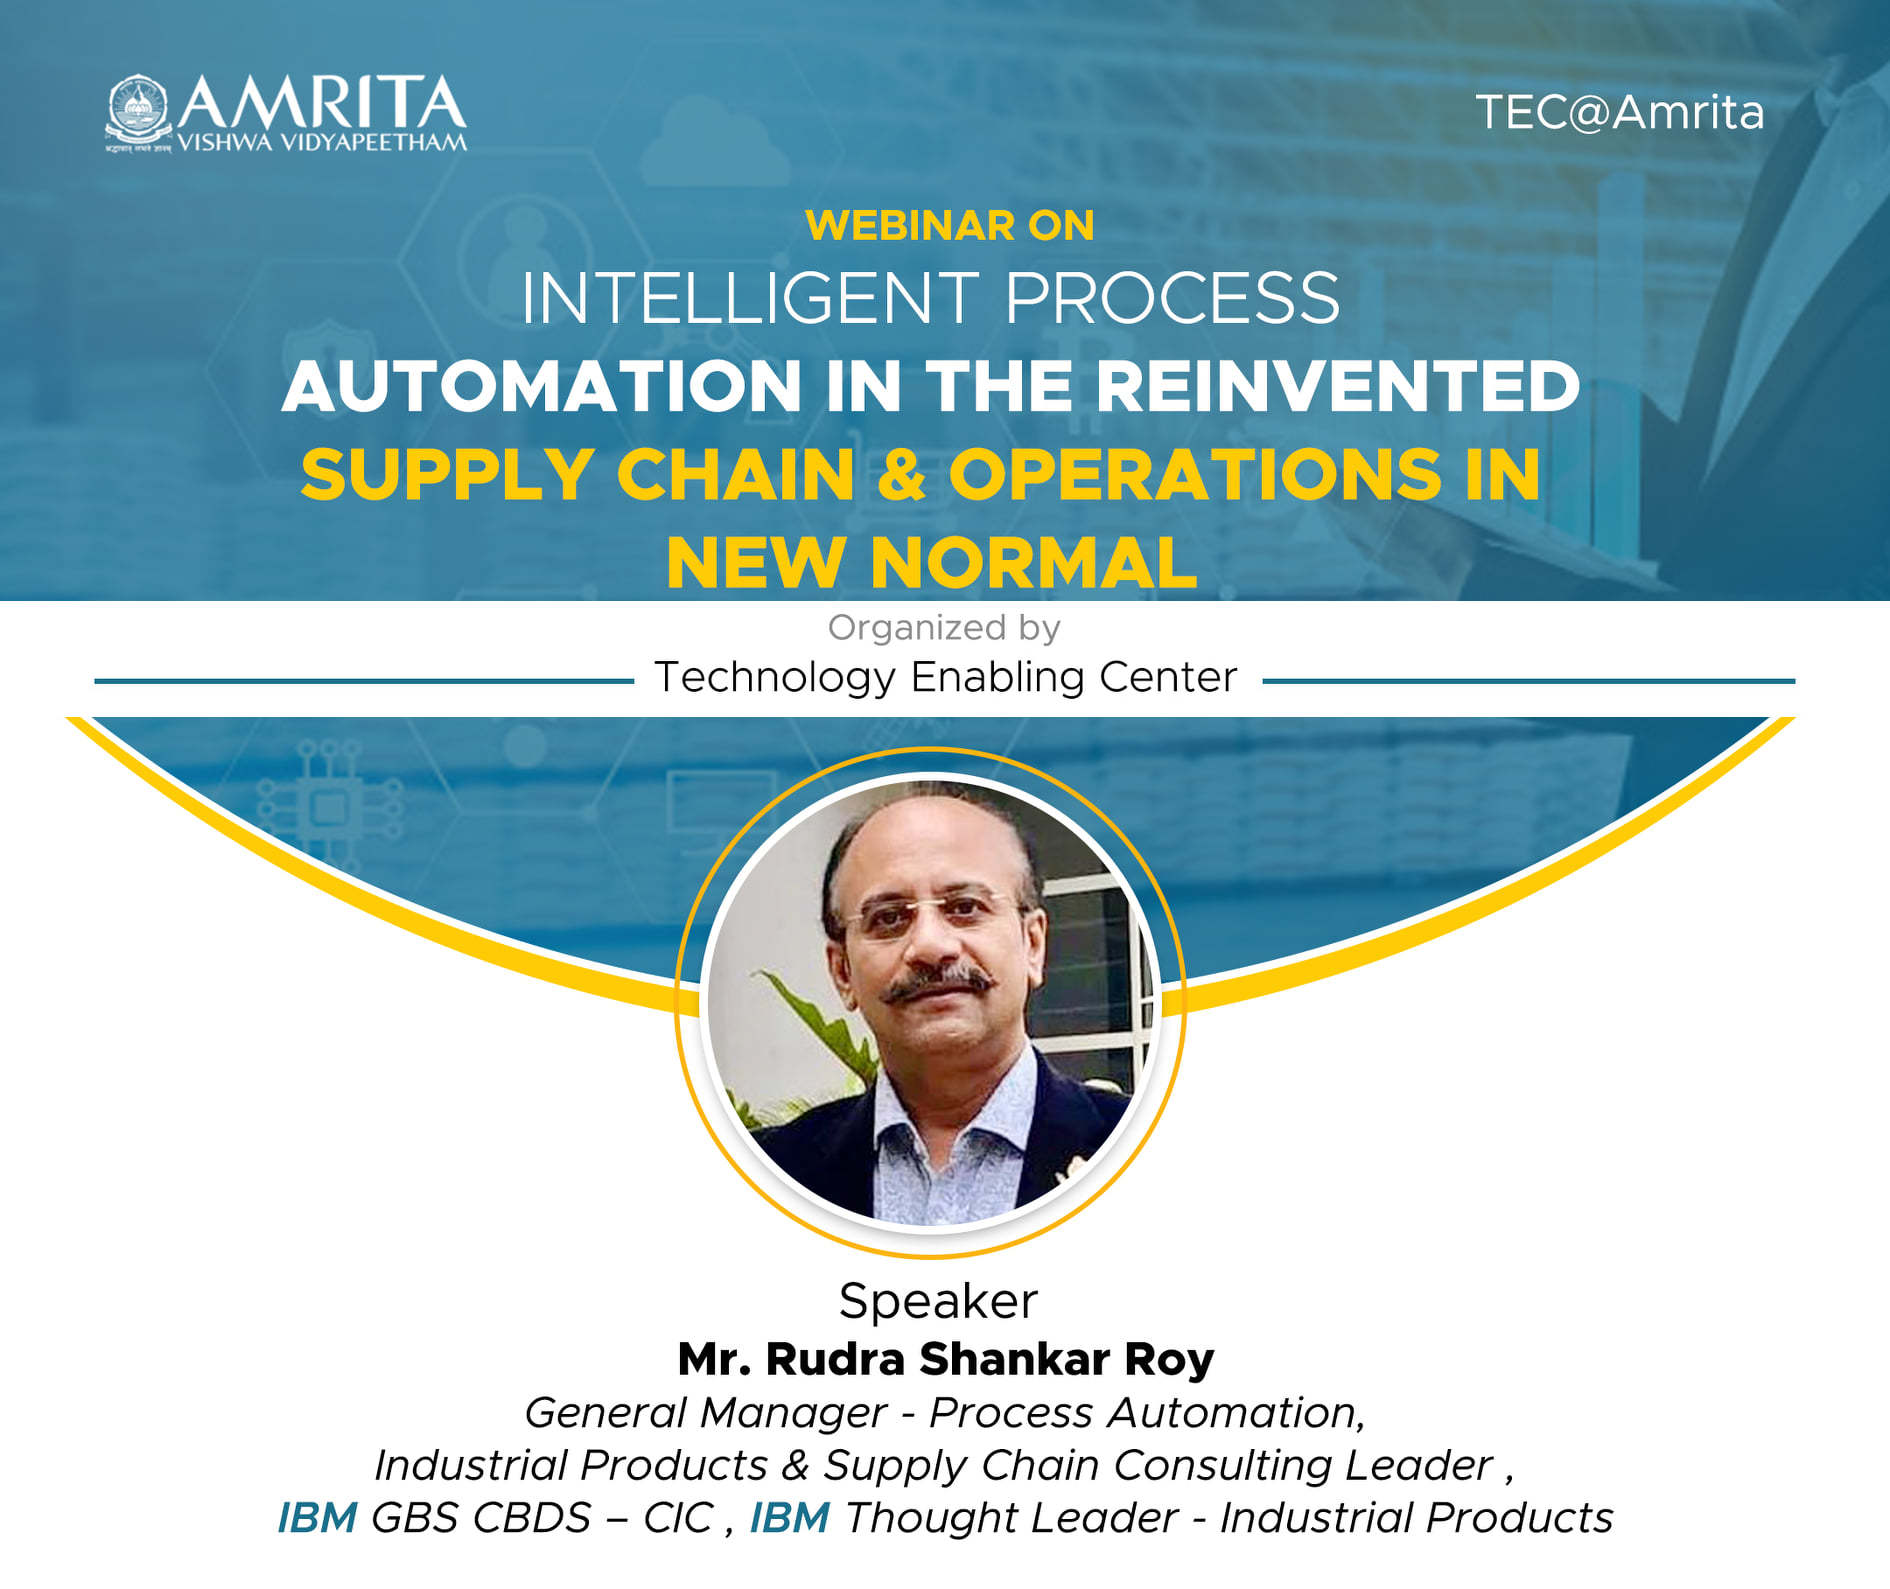 AMRITA
VISHWA VIDYAPEETHAM
TEC@Amrita
WEBINAR ON
INTELLIGENT PROCESS
AUTOMATION IN THE REINVENTED
SUPPLY CHAIN & OPERATIONS IN
NEW NORMAL
Organized by
Technology Enabling Center
Speaker
Mr. Rudra Shankar Roy
General Manager - Process Automation,
Industrial Products & Supply Chain Consulting Leader ,
IBM GBS CBDS – CIC , IBM Thought Leader - Industrial Products